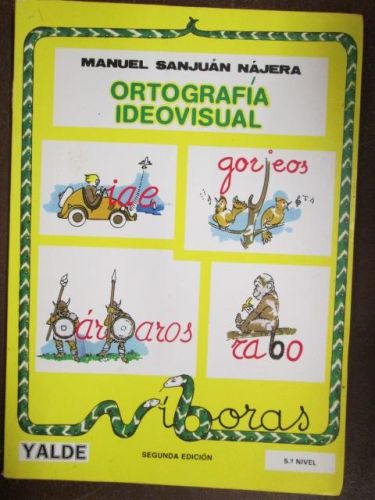 MANUEL SANJUÁN NÁJERA
ORTOGRAFÍA
IDEOVISUAL
viaje
gorjeos
bárbaros
rabo
Víboras
YALDE
SEGUNDA EDICIÓN
5.º NIVEL